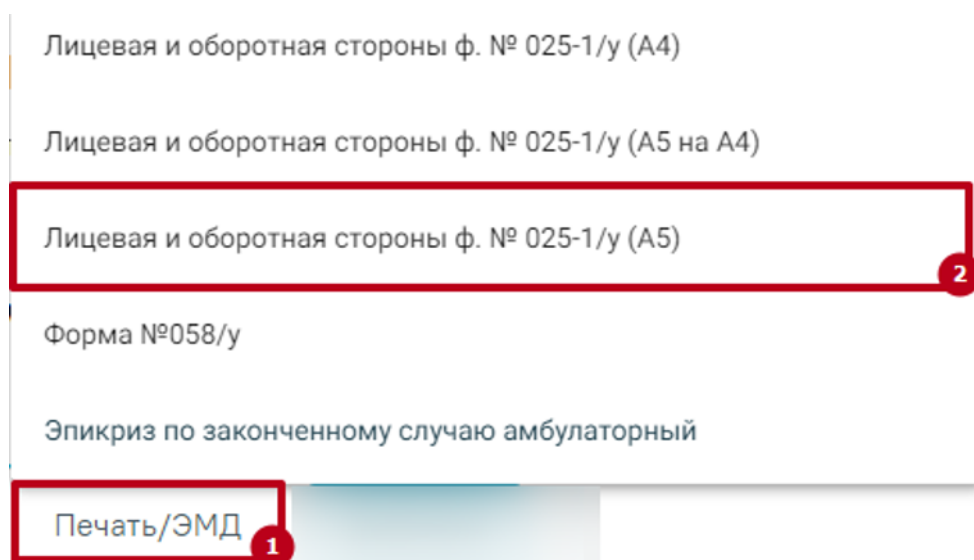 Лицевая и оборотная стороны ф. № 025-1/у (А4)
Лицевая и оборотная стороны ф. № 025-1/у (А5 на А4)
Лицевая и оборотная стороны ф. № 025-1/у (А5)
2
Форма №058/у
Эпикриз по законченному случаю амбулаторный
Печать/ЭМД
1